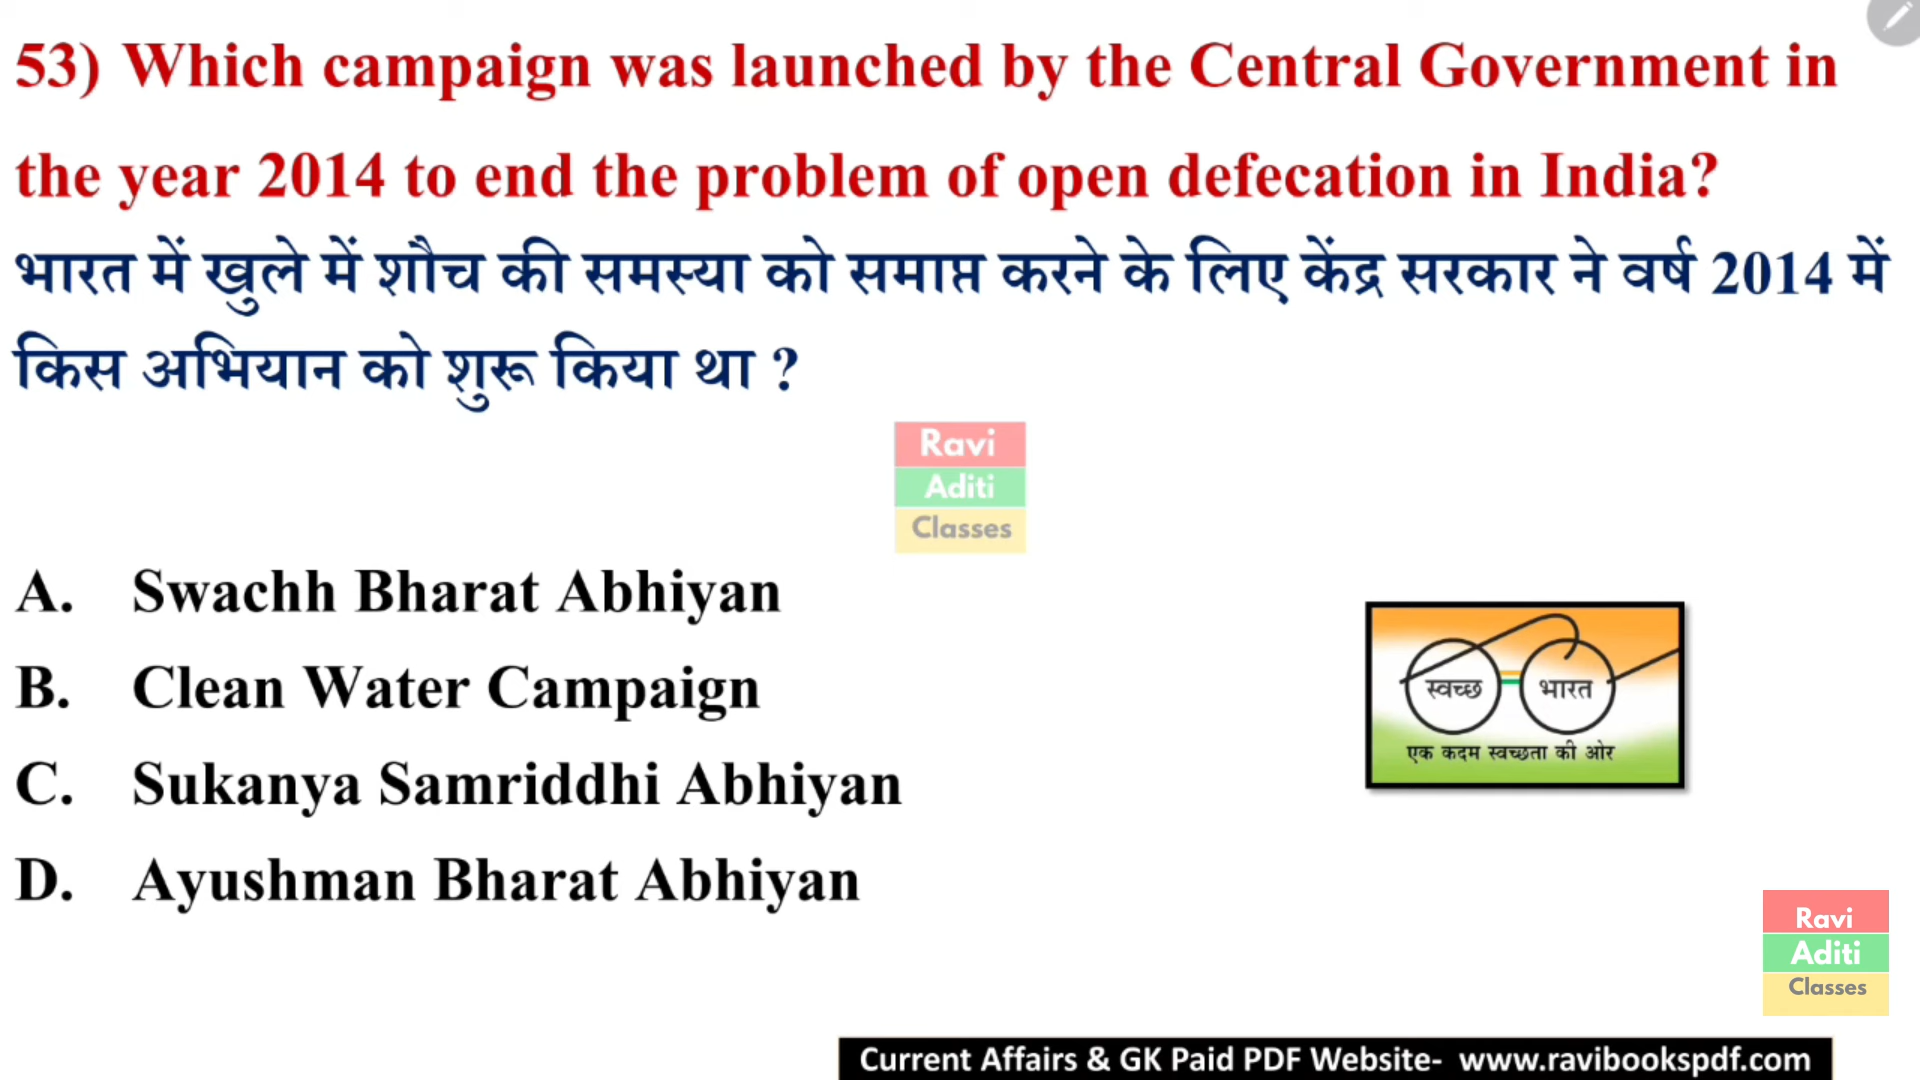 53) Which campaign was launched by the Central Government in
the year 2014 to end the problem of open defecation in India?
भारत में खुले में शौच की समस्या को समाप्त करने के लिए केंद्र सरकार ने वर्ष 2014 में
किस अभियान को शुरू किया था ?
Ravi
Aditi
Classes
A. Swachh Bharat Abhiyan
B. Clean Water Campaign
C. Sukanya Samriddhi Abhiyan
D. Ayushman Bharat Abhiyan
स्वच्छ भारत
एक कदम स्वच्छता की ओर
Ravi
Aditi
Classes
Current Affairs & GK Paid PDF Website- www.ravibookspdf.com